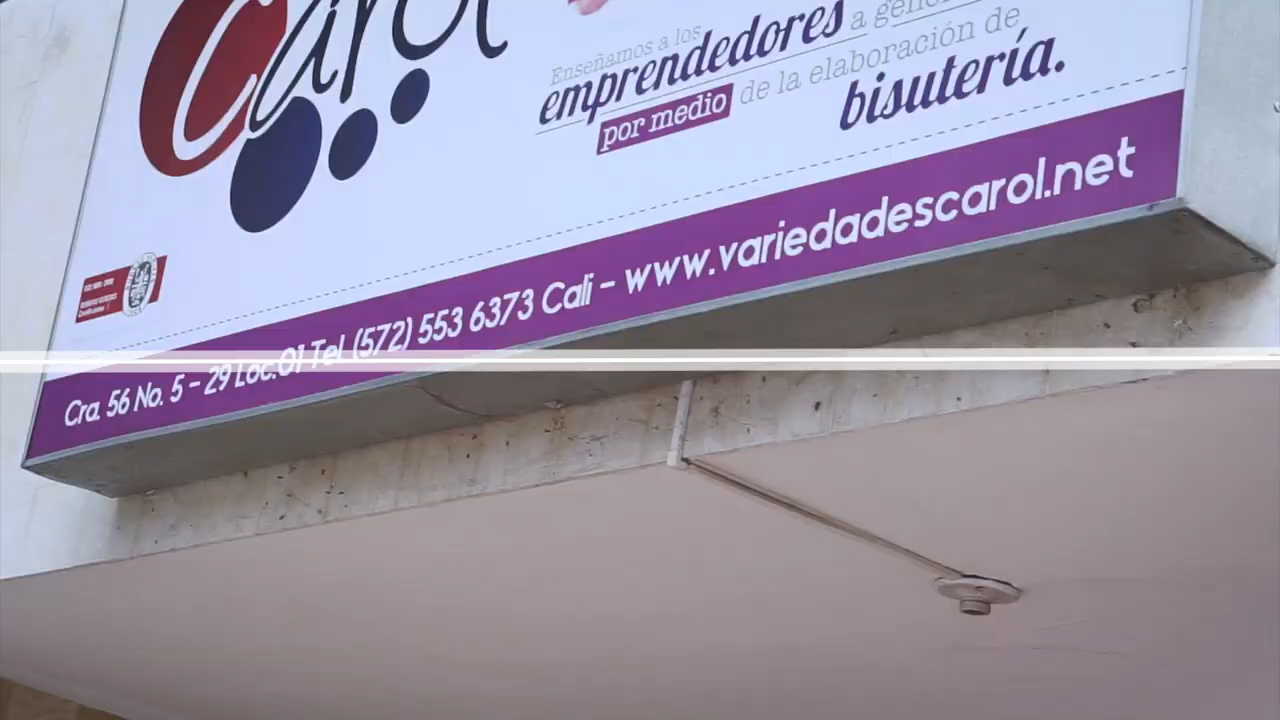 Carol
Enseñamos a los
emprendedores a
por medio de la elaboración de
bisutería.
Cra. 56 No. 5 - 29 Loc.01 Tel (572) 553 6373 Cali - www.variedadescarol.net